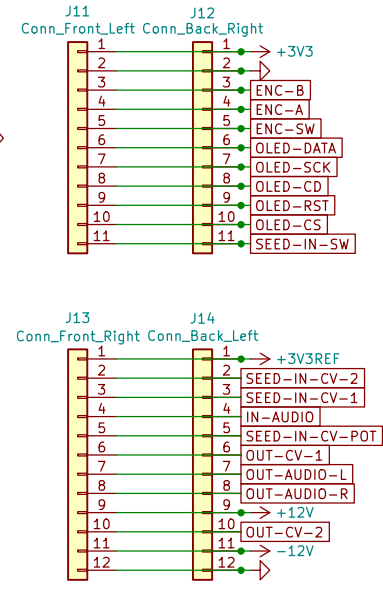 J11 J12
Conn_Front_Left Conn_Back_Right
1 1 +3V3
2 2
3 3 ENC-B
4 4 ENC-A
5 5 ENC-SW
6 6 OLED-DATA
7 7 OLED-SCK
8 8 OLED-CD
9 9 OLED-RST
10 10 OLED-CS
11 11 SEED-IN-SW
J13 J14
Conn_Front_Right Conn_Back_Left
1 1 +3V3REF
2 2 SEED-IN-CV-2
3 3 SEED-IN-CV-1
4 4 IN-AUDIO
5 5 SEED-IN-CV-POT
6 6 OUT-CV-1
7 7 OUT-AUDIO-L
8 8 OUT-AUDIO-R
9 9 +12V
10 10 OUT-CV-2
11 11 -12V
12 12